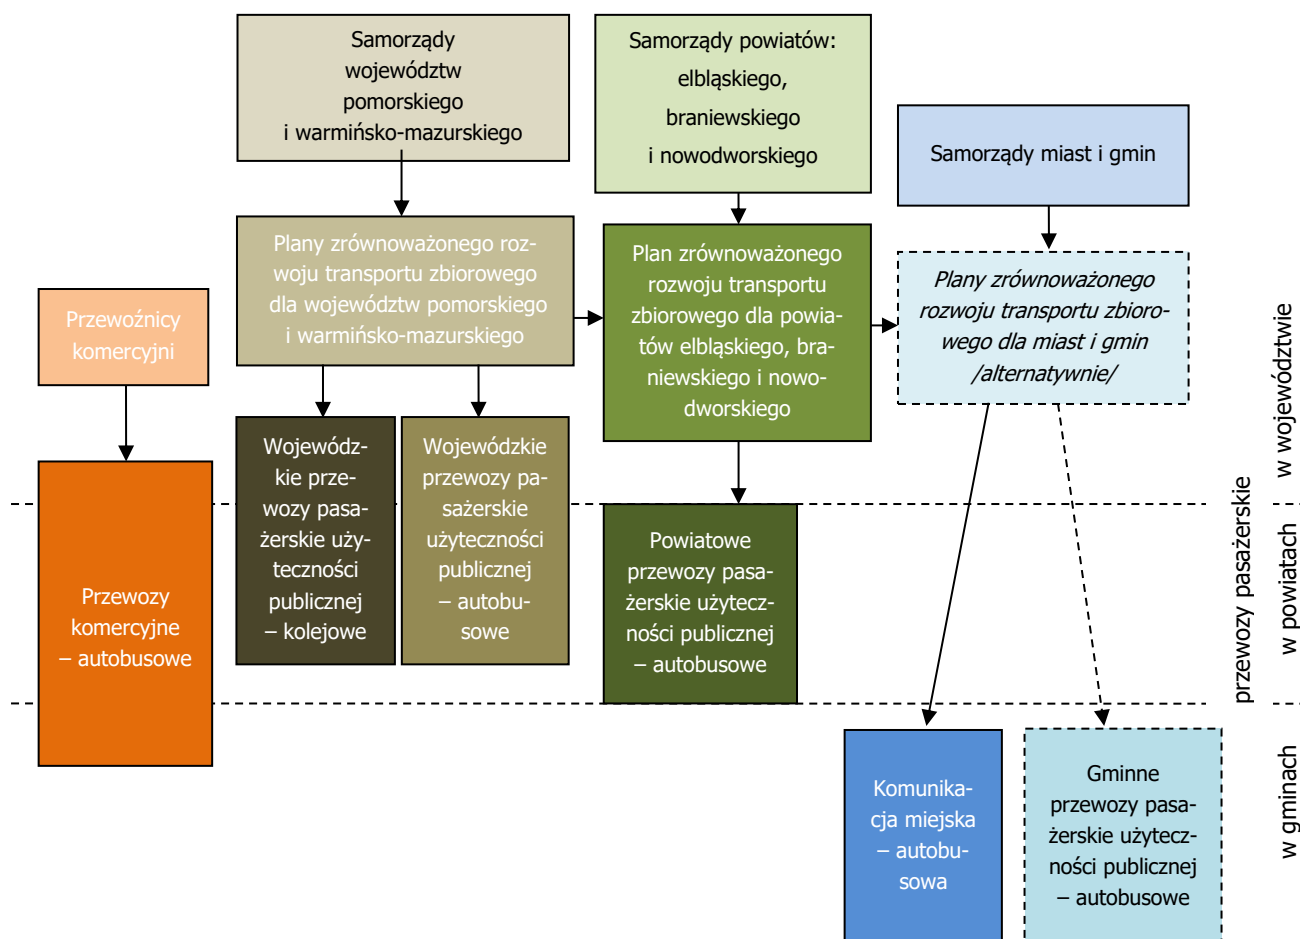 Samorządy
województw
pomorskiego
i warmińsko-mazurskiego
Samorządy powiatów:
elbląskiego,
braniewskiego
i nowodworskiego
Samorządy miast i gmin
Plany zrównoważonego roz-
woju transportu zbiorowego
dla województw pomorskiego
i warmińsko-mazurskiego
Plan zrównoważonego
rozwoju transportu
zbiorowego dla powia-
tów elbląskiego, bra-
niewskiego i nowo-
dworskiego
Plany zrównoważonego
rozwoju transportu zbioro-
wego dla miast i gmin
/alternatywnie/
Przewoźnicy
komercyjni
Przewozy
komercyjne
– autobusowe
Wojewódz-
kie prze-
wozy pasa-
żerskie uży-
teczności
publicznej
– kolejowe
Wojewódzkie
przewozy pa-
sażerskie
użyteczności
publicznej
– autobu-
sowe
Powiatowe
przewozy pasa-
żerskie użytecz-
ności publicznej
– autobusowe
Komunika-
cja miejska
– autobu-
sowa
Gminne
przewozy pasa-
żerskie użytecz-
ności publicznej
– autobusowe
przewozy pasażerskie
w województwie
w powiatach
w gminach